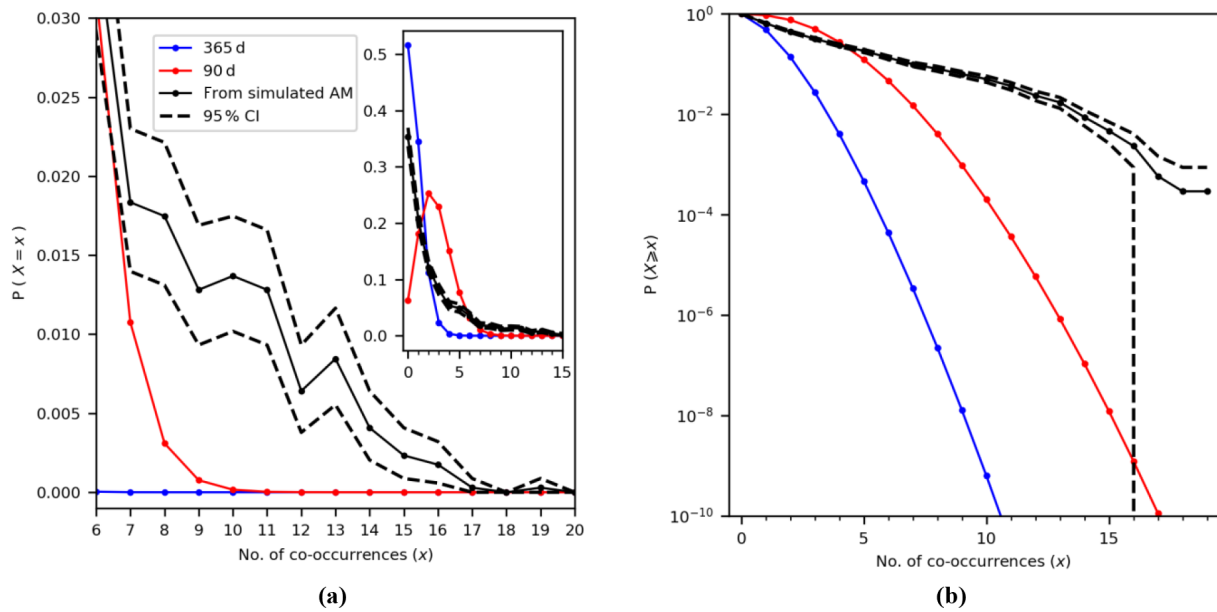 0.030
0.025
0.020
0.015
0.010
0.005
0.000
P ( X = x )
6 7 8 9 10 11 12 13 14 15 16 17 18 19 20
No. of co-occurrences (x)
365 d
90 d
From simulated AM
95 % CI
0.5
0.4
0.3
0.2
0.1
0.0
0 5 10 15
(a)
10⁰
10⁻²
10⁻⁴
10⁻⁶
10⁻⁸
10⁻¹⁰
P (X⩾x)
0 5 10 15
No. of co-occurrences (x)
(b)